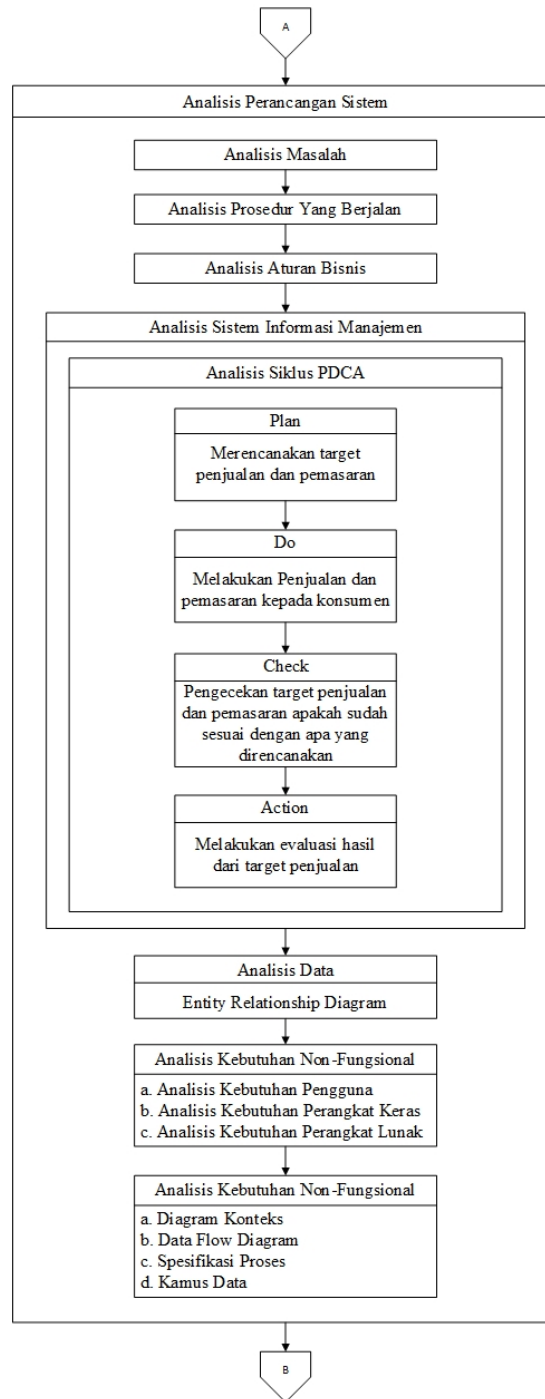 A
Analisis Perancangan Sistem
Analisis Masalah
Analisis Prosedur Yang Berjalan
Analisis Aturan Bisnis
Analisis Sistem Informasi Manajemen
Analisis Siklus PDCA
Plan
Merencanakan target
penjualan dan pemasaran
Do
Melakukan Penjualan dan
pemasaran kepada konsumen
Check
Pengecekan target penjualan
dan pemasaran apakah sudah
sesuai dengan apa yang
direncanakan
Action
Melakukan evaluasi hasil
dari target penjualan
Analisis Data
Entity Relationship Diagram
Analisis Kebutuhan Non-Fungsional
a. Analisis Kebutuhan Pengguna
b. Analisis Kebutuhan Perangkat Keras
c. Analisis Kebutuhan Perangkat Lunak
Analisis Kebutuhan Non-Fungsional
a. Diagram Konteks
b. Data Flow Diagram
c. Spesifikasi Proses
d. Kamus Data
B